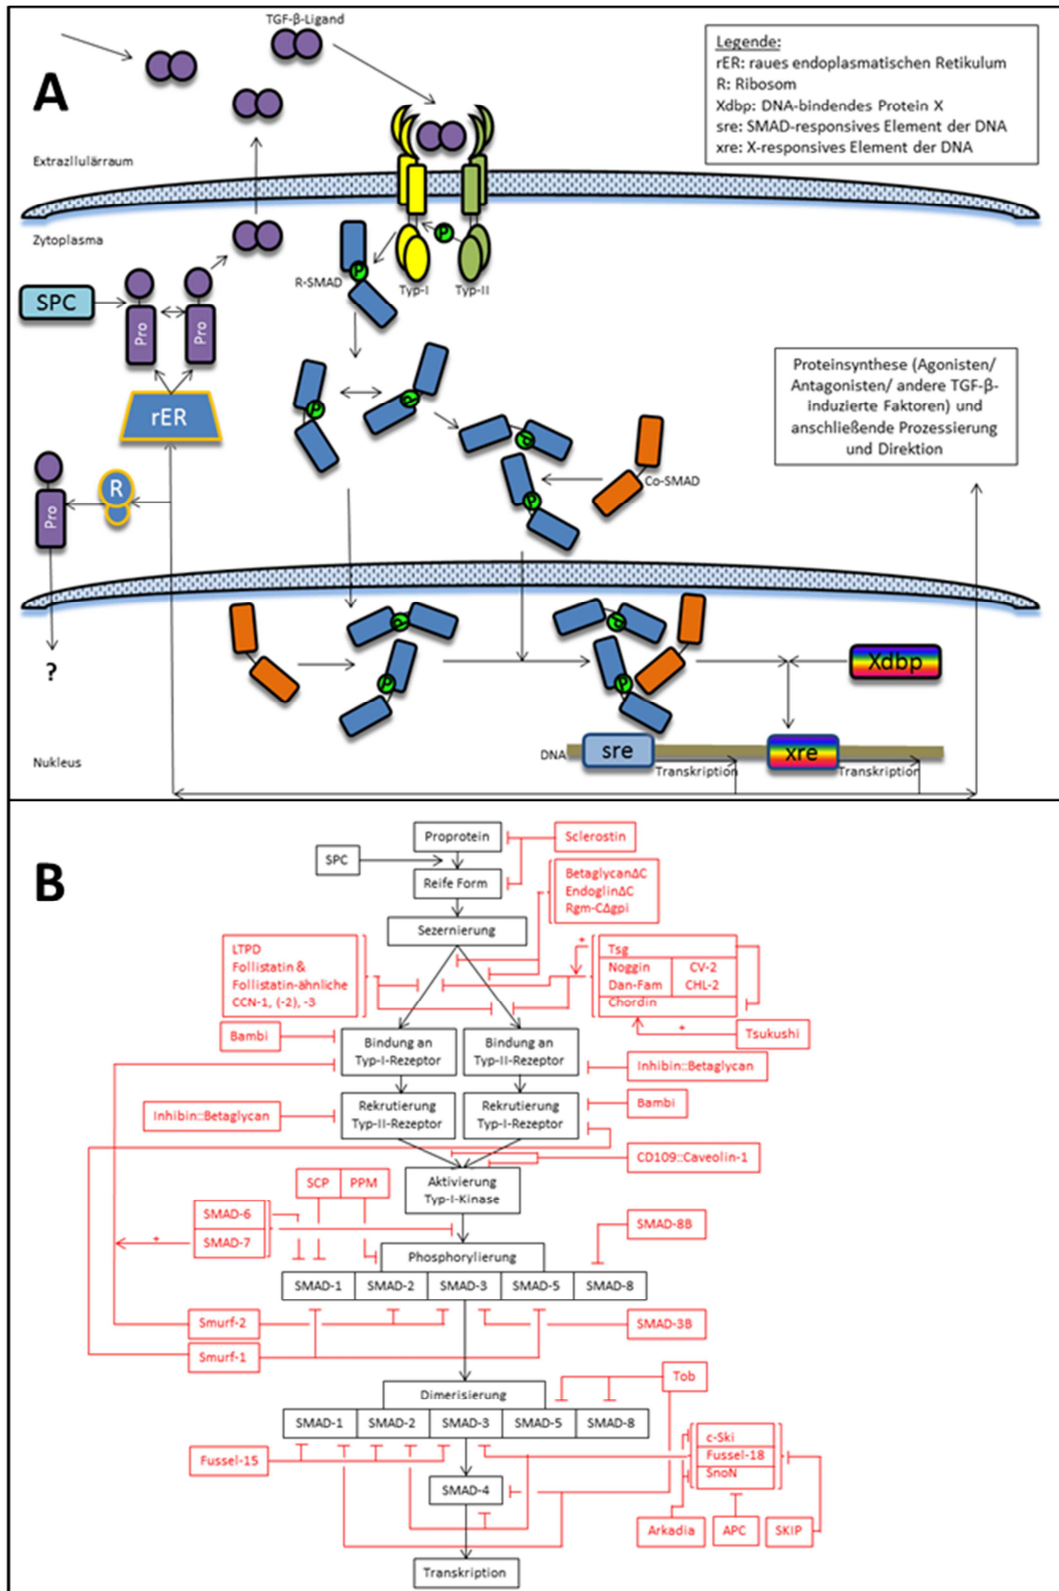 TGF-β-Ligand
Legende:
rER: raues endoplasmatischen Retikulum
R: Ribosom
Xdbp: DNA-bindendes Protein X
sre: SMAD-responsives Element der DNA
xre: X-responsives Element der DNA
A
Extrazllulärraum
Zytoplasma
P
R-SMAD
P
Typ-I
Typ-II
SPC
Pro
Pro
rER
R
Pro
?
P
P
P
P
Co-SMAD
Proteinsynthese (Agonisten/
Antagonisten/ andere TGF-β-
induzierte Faktoren) und
anschließende Prozessierung
und Direktion
P
P
P
P
Xdbp
DNA
sre
xre
Transkription
Transkription
Nukleus
B
Proprotein
Sclerostin
SPC
Reife Form
BetaglycanΔC
EndoglinΔC
Rgm-CΔgpi
Sezernierung
LTPD
Follistatin &
Follistatin-ähnliche
CCN-1, (-2), -3
+
Tsg
Noggin
CV-2
Dan-Fam
CHL-2
Chordin
+
Tsukushi
Bambi
Bindung an
Typ-I-Rezeptor
Bindung an
Typ-II-Rezeptor
Inhibin::Betaglycan
Inhibin::Betaglycan
Rekrutierung
Typ-II-Rezeptor
Rekrutierung
Typ-I-Rezeptor
Bambi
CD109::Caveolin-1
SCP
PPM
Aktivierung
Typ-I-Kinase
SMAD-6
SMAD-7
+
SMAD-8B
Phosphorylierung
SMAD-1
SMAD-2
SMAD-3
SMAD-5
SMAD-8
Smurf-2
SMAD-3B
Smurf-1
Tob
Dimerisierung
SMAD-1
SMAD-2
SMAD-3
SMAD-5
SMAD-8
c-Ski
Fussel-18
SnoN
Fussel-15
SMAD-4
Arkadia
APC
SKIP
Transkription